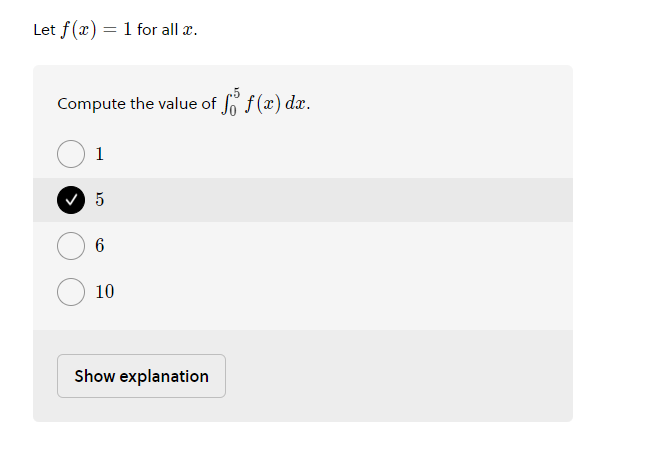 Let f(x) = 1 for all x.
Compute the value of ∫₀⁵ f(x) dx.
1
5
6
10
Show explanation